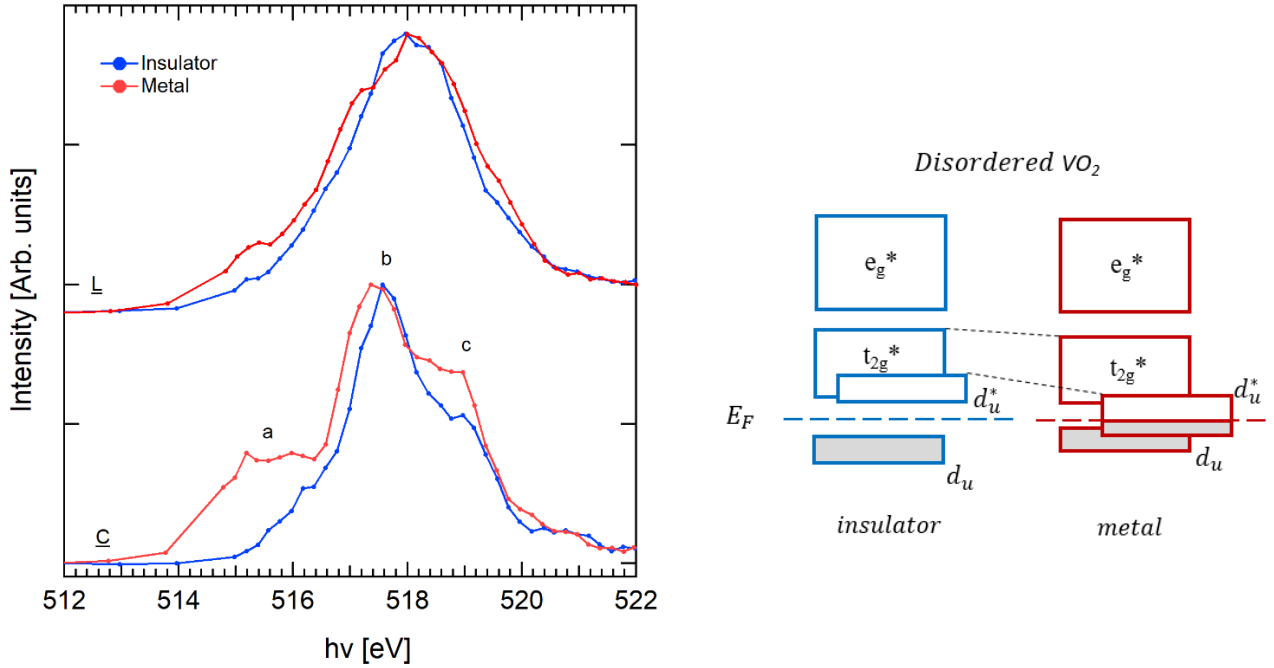 Insulator
Metal
Intensity [Arb. units]
L
b
c
a
C
512 514 516 518 520 522
hν [eV]
Disordered VO₂
e_g*
e_g*
t_2g*
t_2g*
d_u^*
d_u^*
E_F
d_u
d_u
insulator
metal